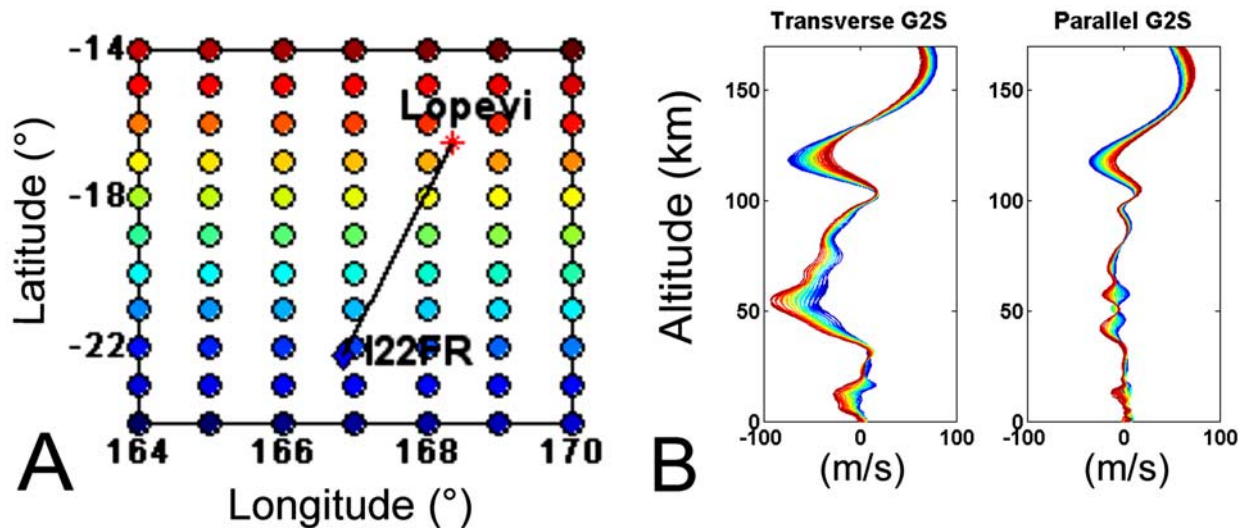 -14
-18
-22
164 166 168 170
Latitude (°)
Longitude (°)
Lopevi
I22FR
A
Transverse G2S
Parallel G2S
150
100
50
0
-100 0 100
(m/s)
150
100
50
0
-100 0 100
(m/s)
Altitude (km)
B